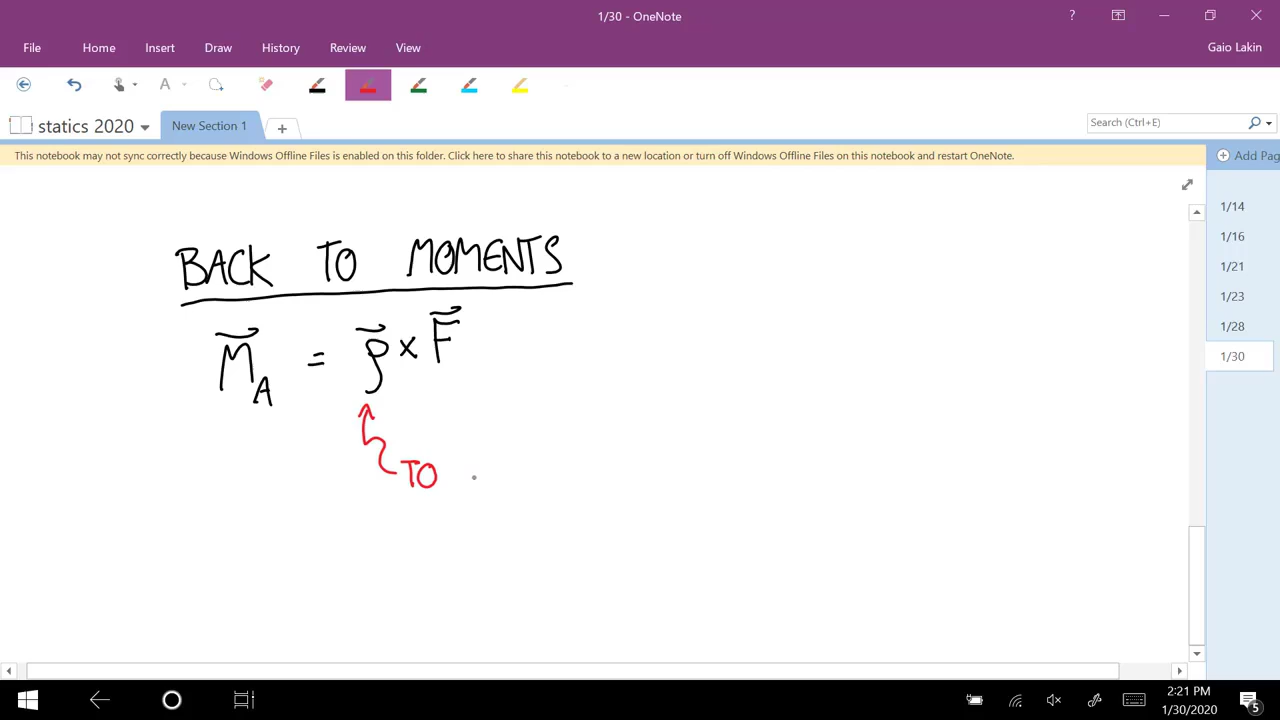 1/30 - OneNote
?
File Home Insert Draw History Review View Gaio Lakin
A
statics 2020 New Section 1 + Search (Ctrl+E)
This notebook may not sync correctly because Windows Offline Files is enabled on this folder. Click here to share this notebook to a new location or turn off Windows Offline Files on this notebook and restart OneNote. Add Pag
1/14
1/16
1/21
1/23
1/28
1/30
BACK TO MOMENTS
M⃗_A = ρ⃗ × F⃗
TO
2:21 PM
1/30/2020
5